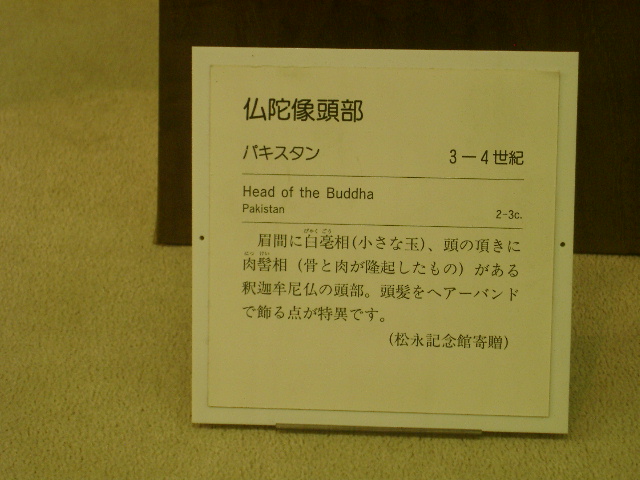 仏陀像頭部
パキスタン 3－4世紀
Head of the Buddha
Pakistan 2-3c.
眉間に白毫相(小さな玉)、頭の頂きに
肉髻相（骨と肉が隆起したもの）がある
釈迦牟尼仏の頭部。頭髪をヘアーバンド
で飾る点が特異です。
(松永記念館寄贈)